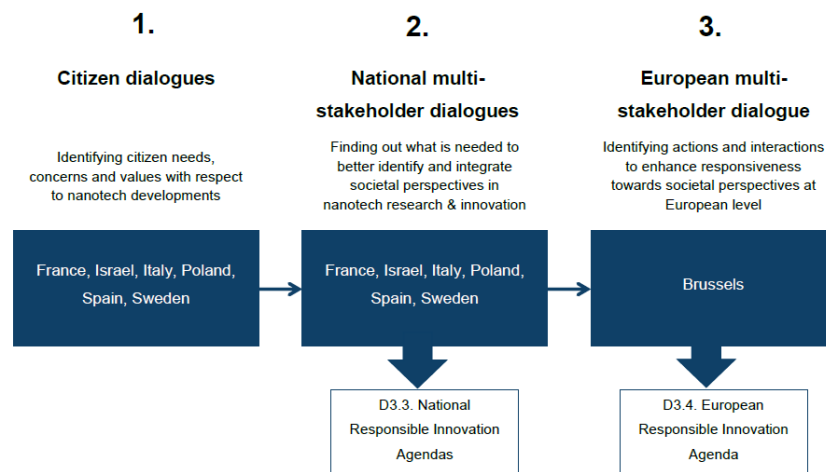 1.
Citizen dialogues
Identifying citizen needs,
concerns and values with respect
to nanotech developments
France, Israel, Italy, Poland,
Spain, Sweden
2.
National multi-
stakeholder dialogues
Finding out what is needed to
better identify and integrate
societal perspectives in
nanotech research & innovation
France, Israel, Italy, Poland,
Spain, Sweden
D3.3. National
Responsible Innovation
Agendas
3.
European multi-
stakeholder dialogue
Identifying actions and interactions
to enhance responsiveness
towards societal perspectives at
European level
Brussels
D3.4. European
Responsible Innovation
Agenda